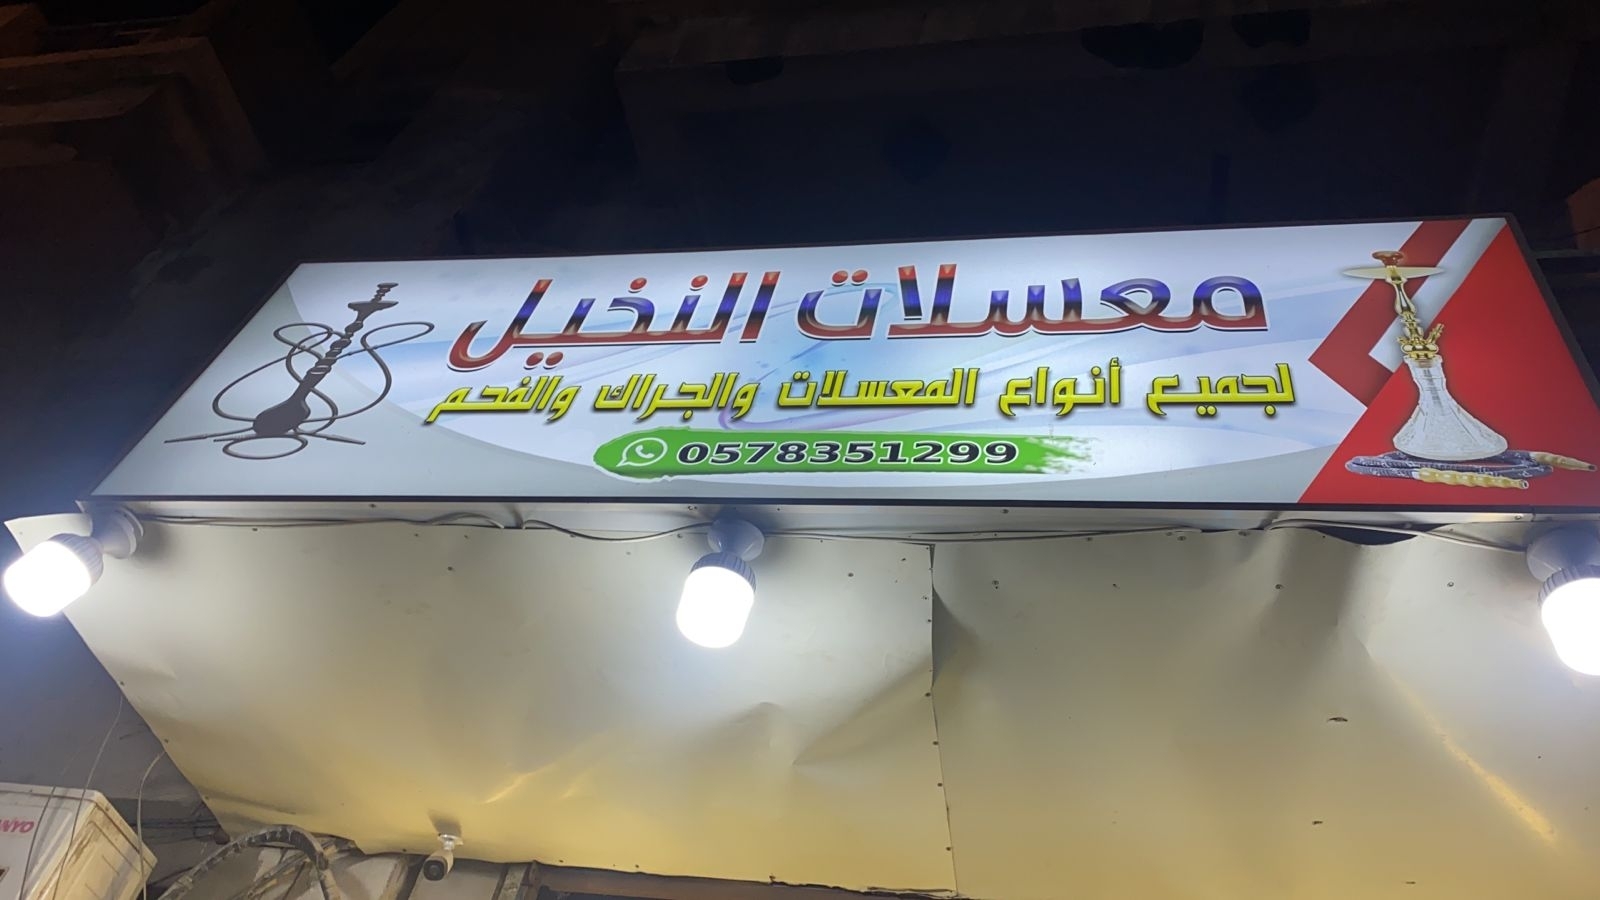 معسلات النخيل
لجميع أنواع المعسلات والجراك والفحم
0578351299